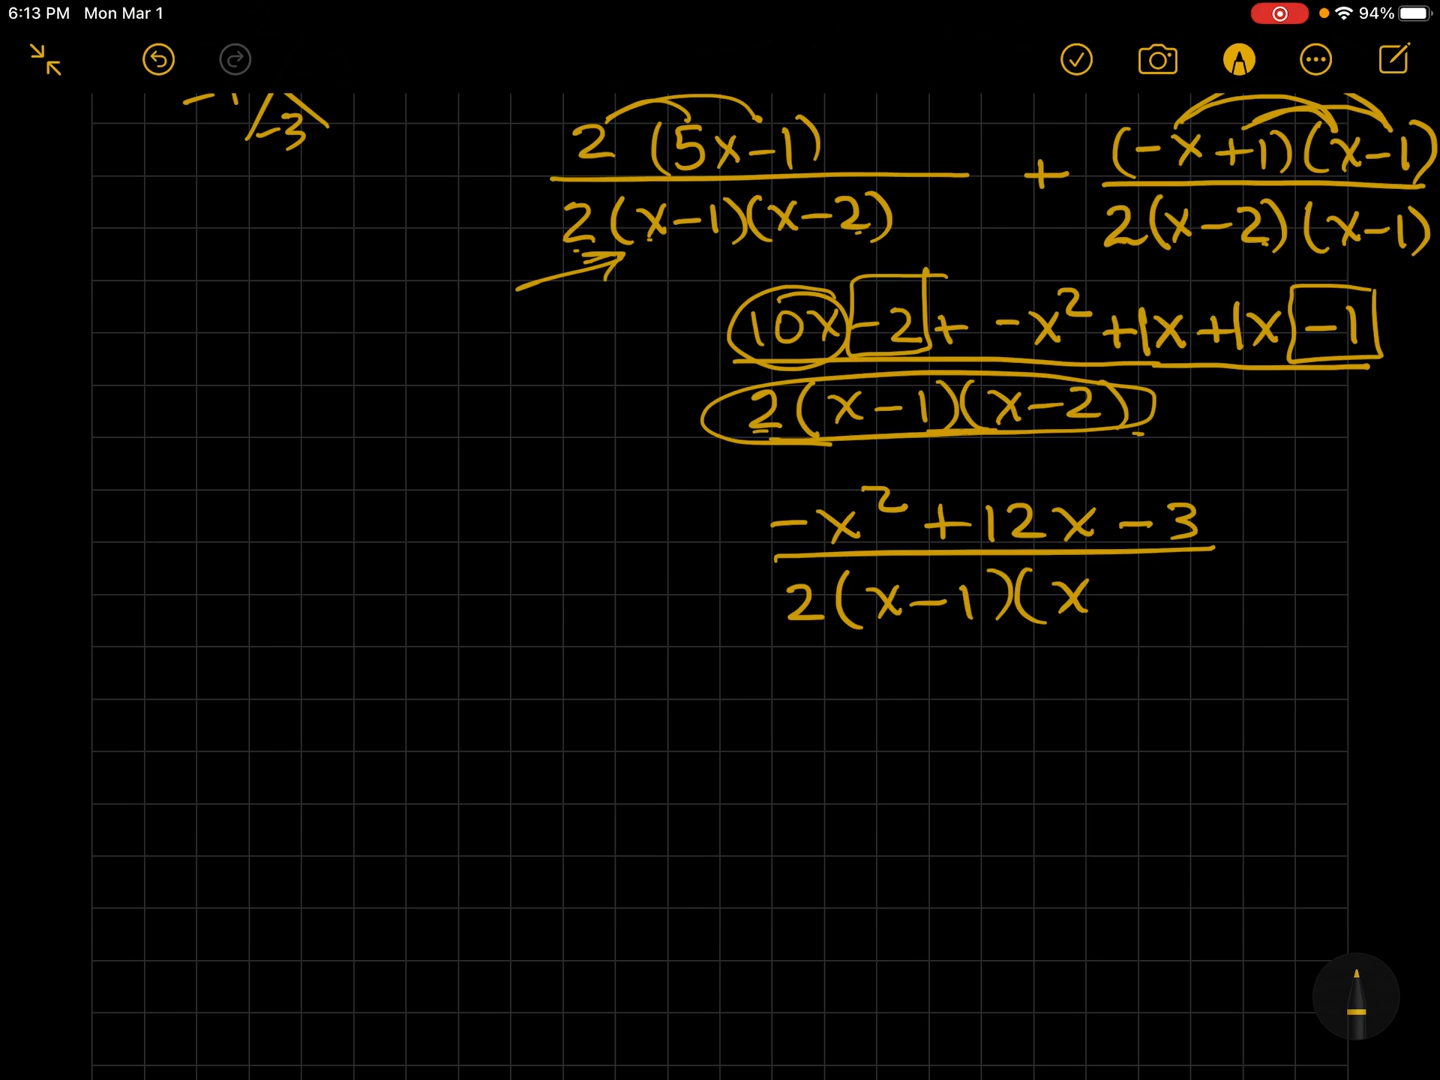 6:13 PM Mon Mar 1 94%
-3
2 (5x-1) + (-x+1)(x-1)
2(x-1)(x-2) 2(x-2)(x-1)
10x -2 + -x² +1x +1x -1
2(x-1)(x-2)
-x² + 12x - 3
2(x-1)(x